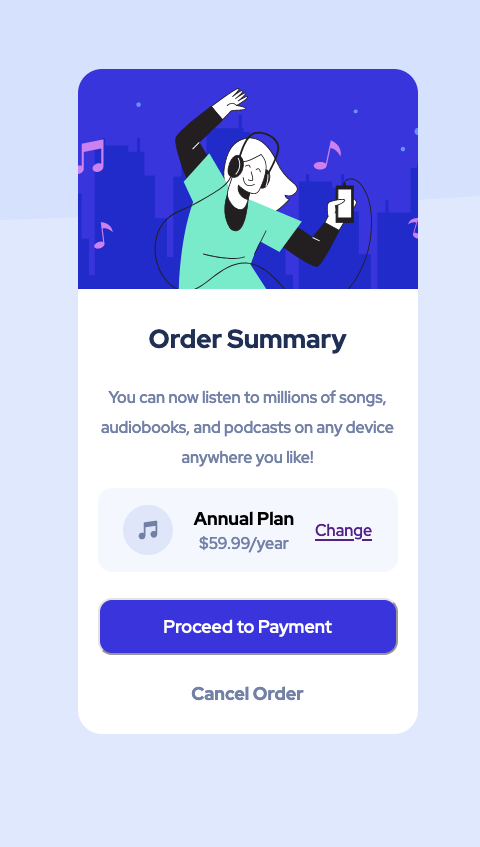 Order Summary
You can now listen to millions of songs,
audiobooks, and podcasts on any device
anywhere you like!
Annual Plan
$59.99/year
Change
Proceed to Payment
Cancel Order